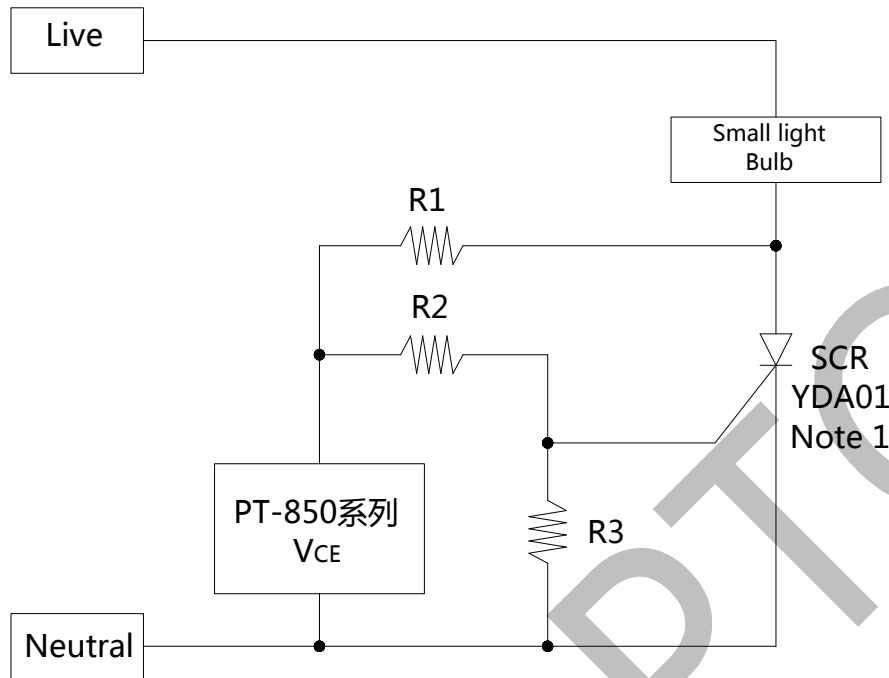 Live
Small light
Bulb
R1
R2
SCR
YDA01
Note 1
PT-850系列
VCE
R3
Neutral